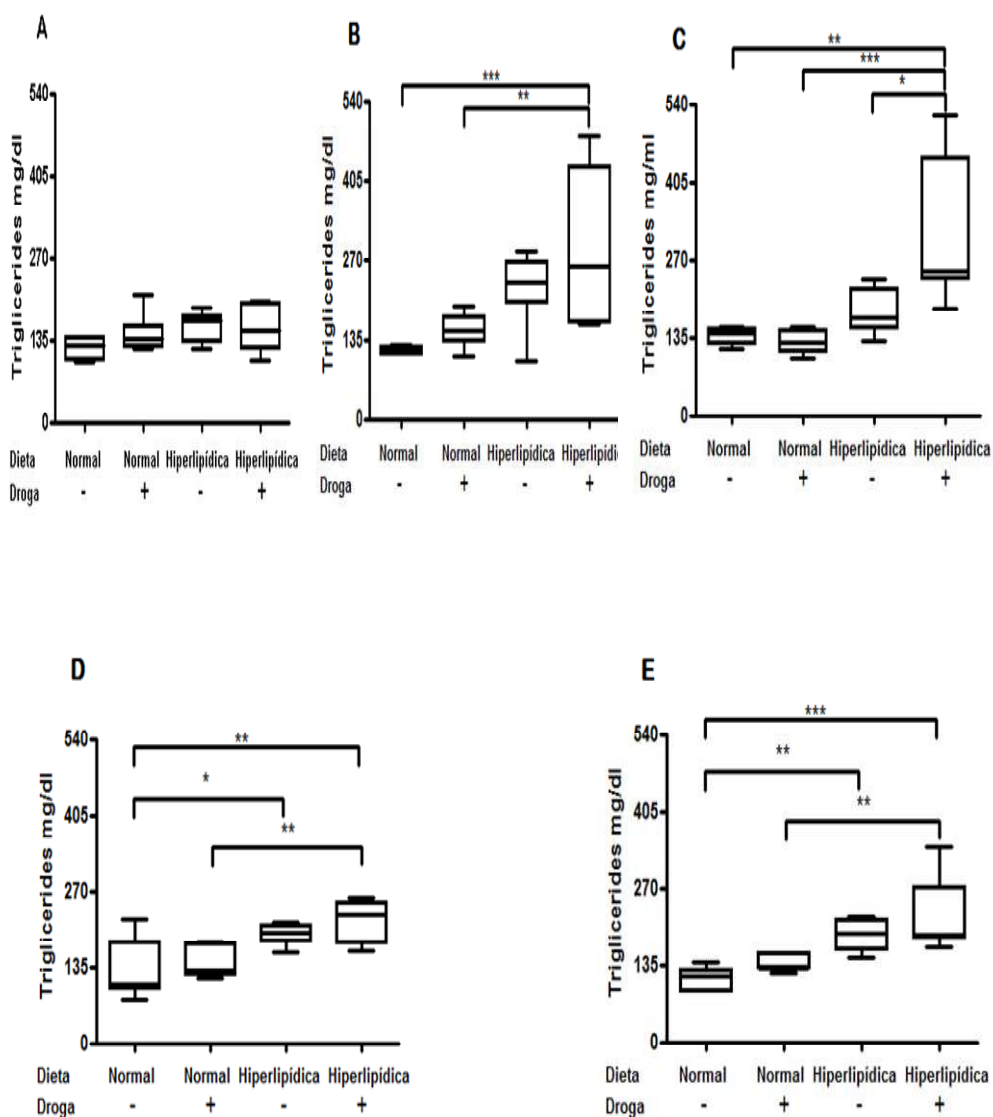 A
Triglicerides mg/dl
540
405
270
135
0
Dieta Normal Normal Hiperlipídica Hiperlipídica
Droga - + - +
B
*** 
**
Triglicerides mg/dl
540
405
270
135
0
Normal Normal Hiperlipídica Hiperlipídi
- + - +
C
**
***
*
Triglicerides mg/ml
540
405
270
135
0
Dieta Normal Normal Hiperlipídica Hiperlipídica
Droga - + - +
D
**
*
**
Triglicerides mg/dl
540
405
270
135
0
Dieta Normal Normal Hiperlipídica Hiperlipídica
Droga - + - +
E
***
**
**
Triglicerides mg/dl
540
405
270
135
0
Dieta Normal Normal Hiperlipídica Hiperlipídica
Droga - + - +